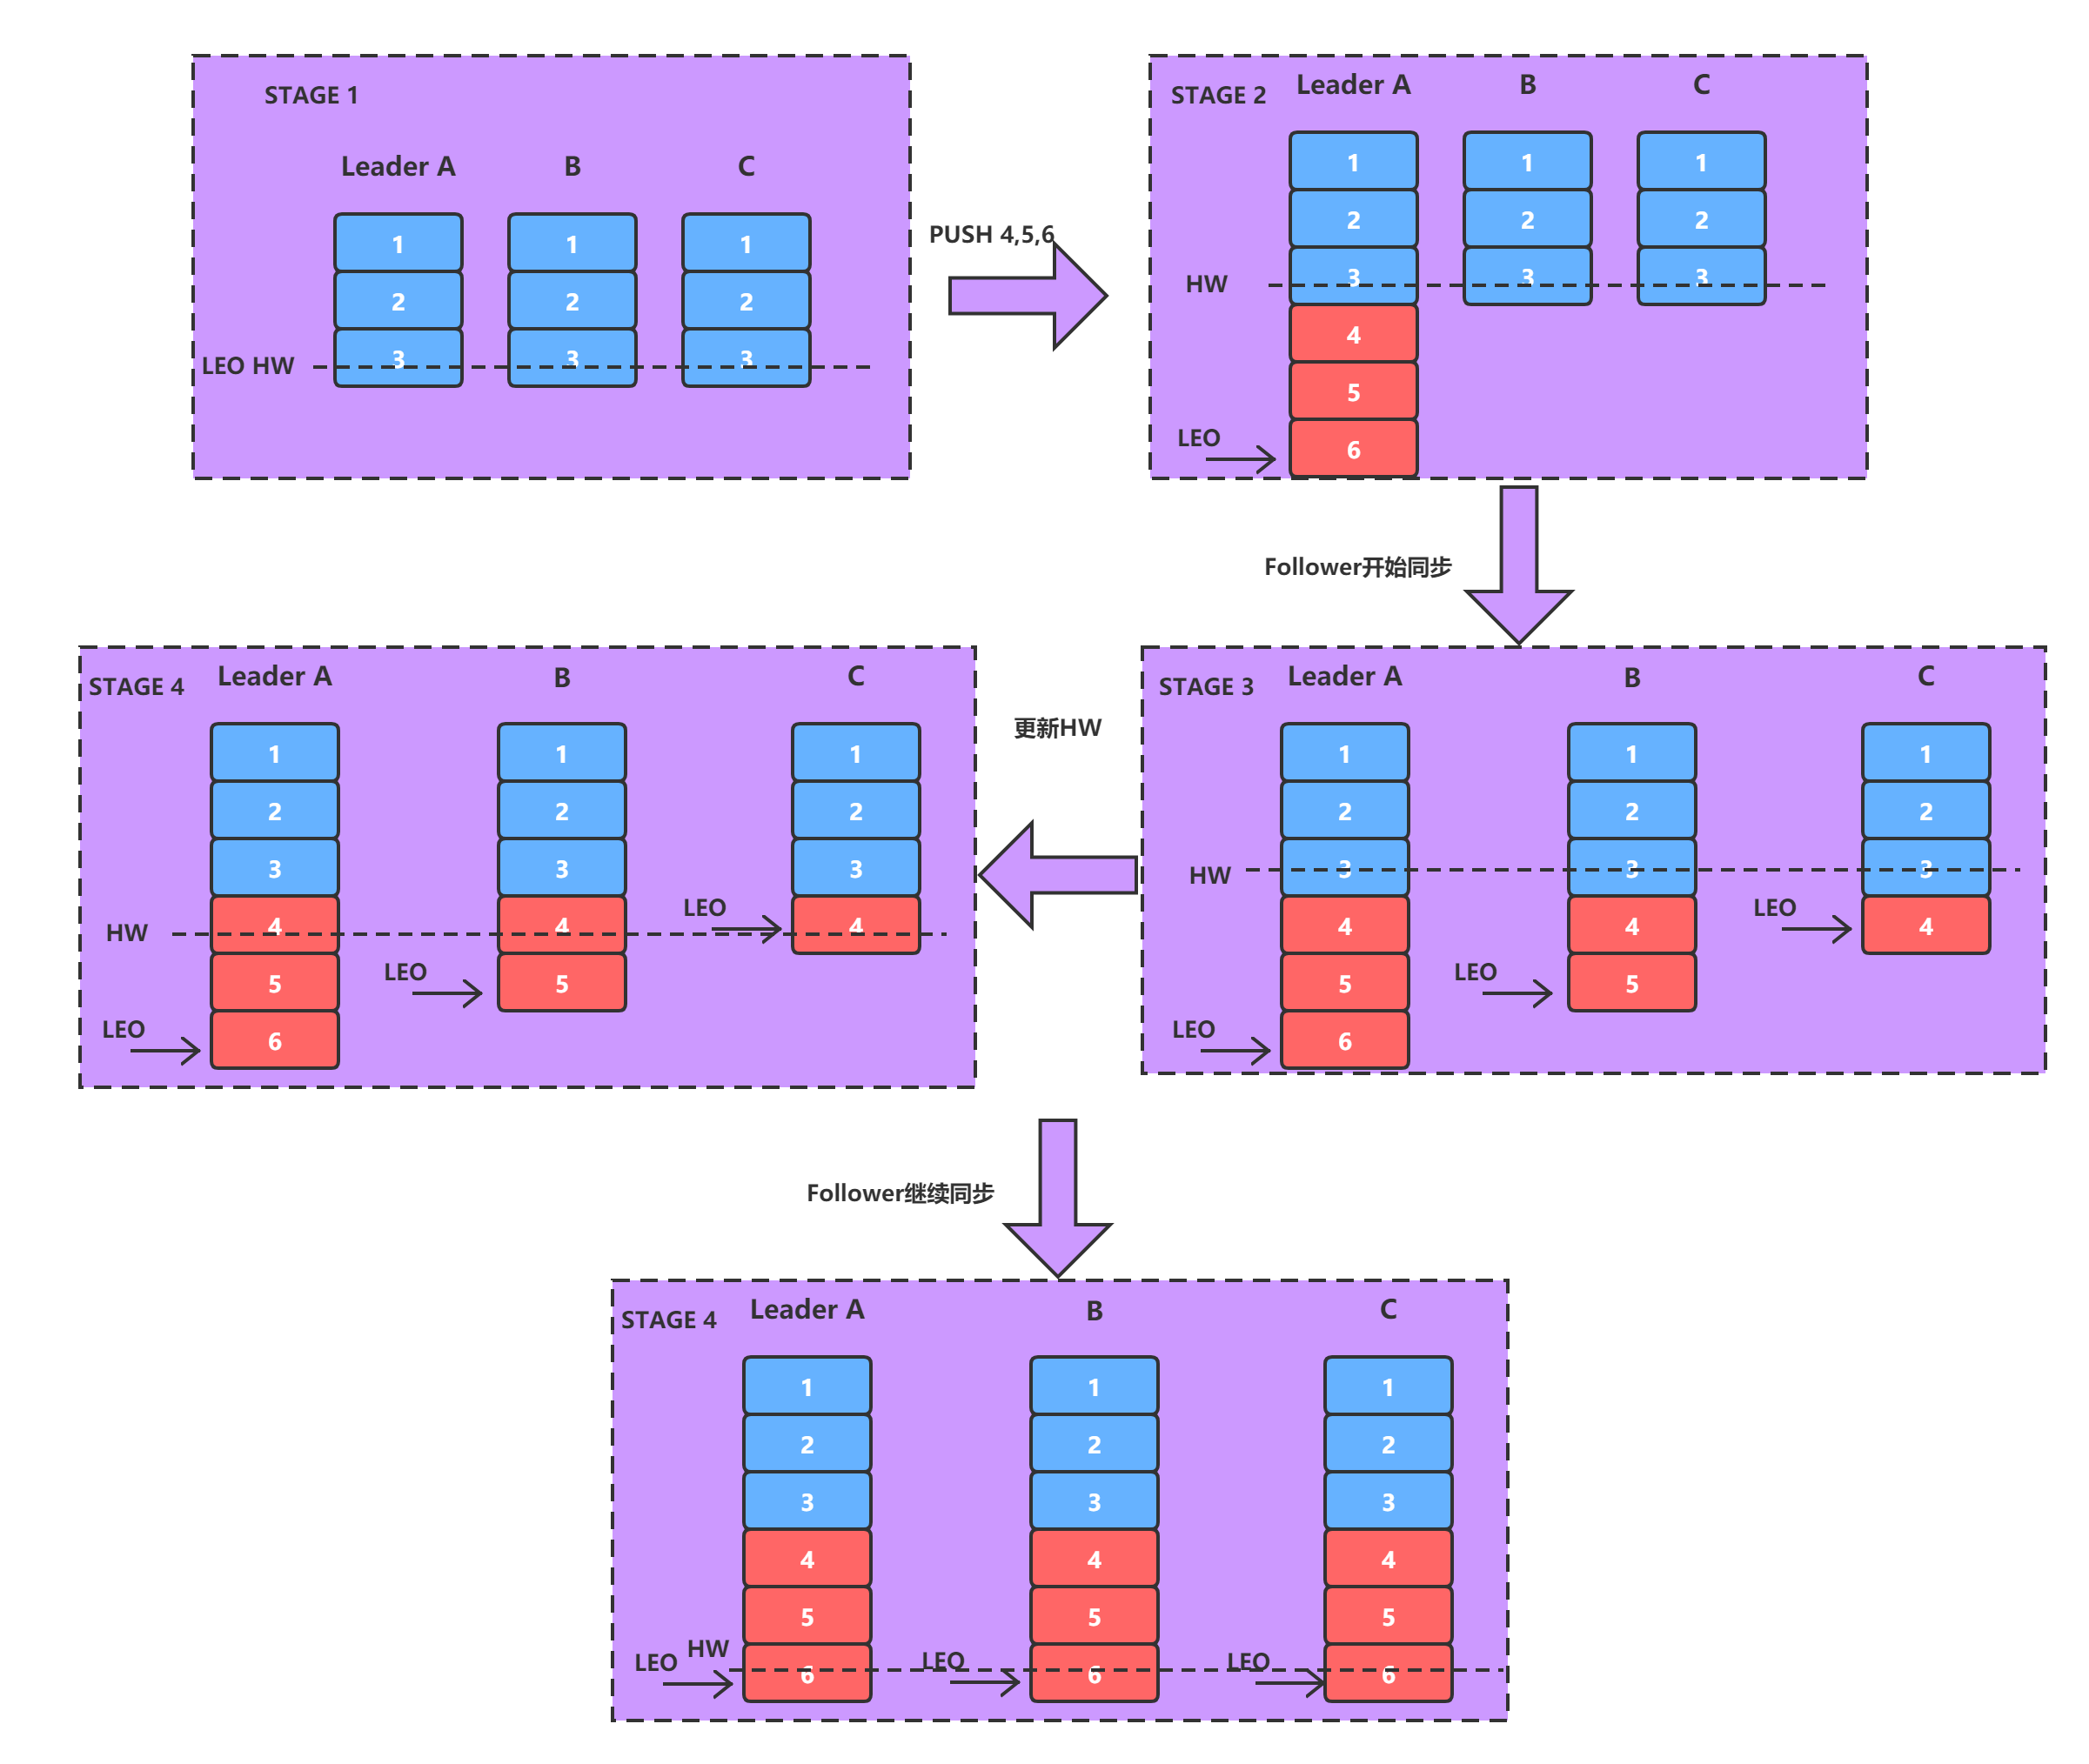 STAGE 1
Leader A B C
1 1 1
2 2 2
LEO HW 3 3 3
PUSH 4,5,6
STAGE 2 Leader A B C
1 1 1
2 2 2
HW 3 3 3
4
5
LEO 6
Follower开始同步
STAGE 3 Leader A B C
1 1 1
2 2 2
HW 3 3 3
4 4 LEO 4
5 LEO 5
LEO 6
更新HW
STAGE 4 Leader A B C
1 1 1
2 2 2
3 3 3
HW 4 4 LEO 4
5 LEO 5
LEO 6
Follower继续同步
STAGE 4 Leader A B C
1 1 1
2 2 2
3 3 3
4 4 4
5 5 5
LEO HW 6 LEO 6 LEO 6